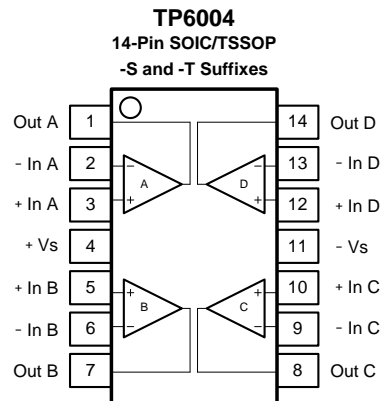 TP6004
14-Pin SOIC/TSSOP
-S and -T Suffixes
Out A 1 14 Out D
- In A 2 - + A D - + 13 - In D
+ In A 3 12 + In D
+ Vs 4 11 - Vs
+ In B 5 + - B C + - 10 + In C
- In B 6 9 - In C
Out B 7 8 Out C